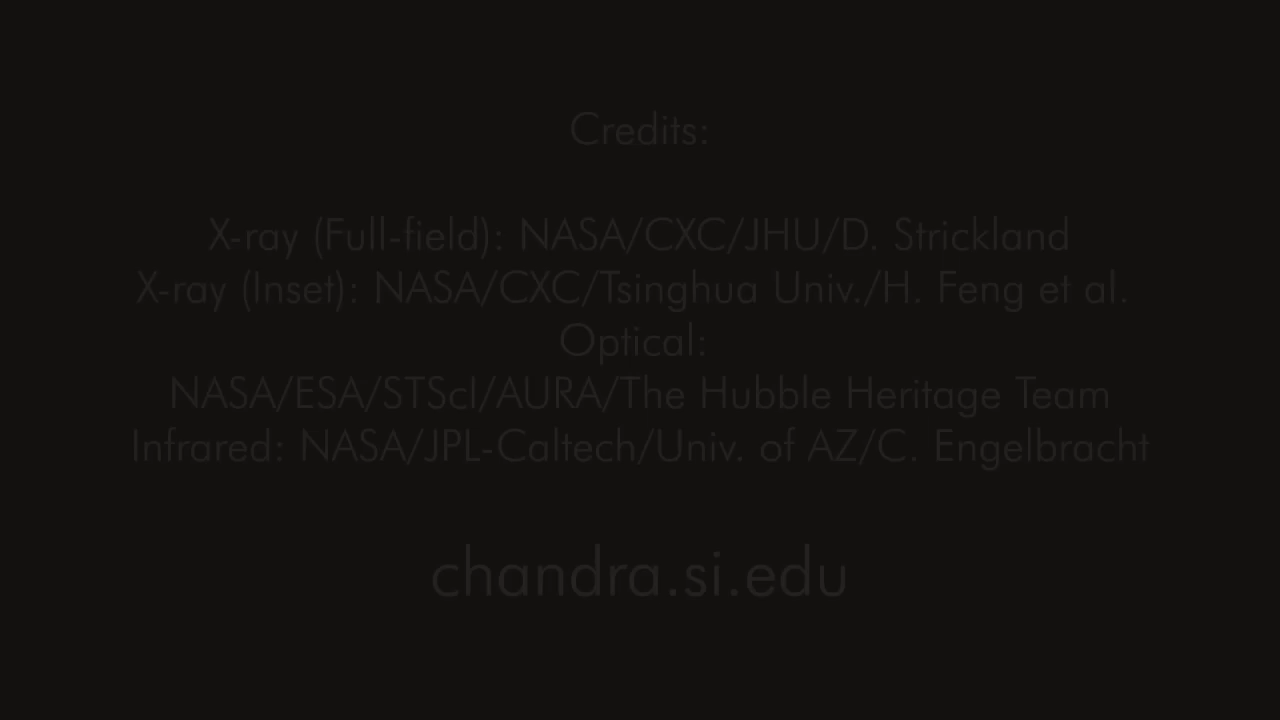 Credits:
X-ray (Full-field): NASA/CXC/JHU/D. Strickland
X-ray (Inset): NASA/CXC/Tsinghua Univ./H. Feng et al.
Optical:
NASA/ESA/STScI/AURA/The Hubble Heritage Team
Infrared: NASA/JPL-Caltech/Univ. of AZ/C. Engelbracht
chandra.si.edu